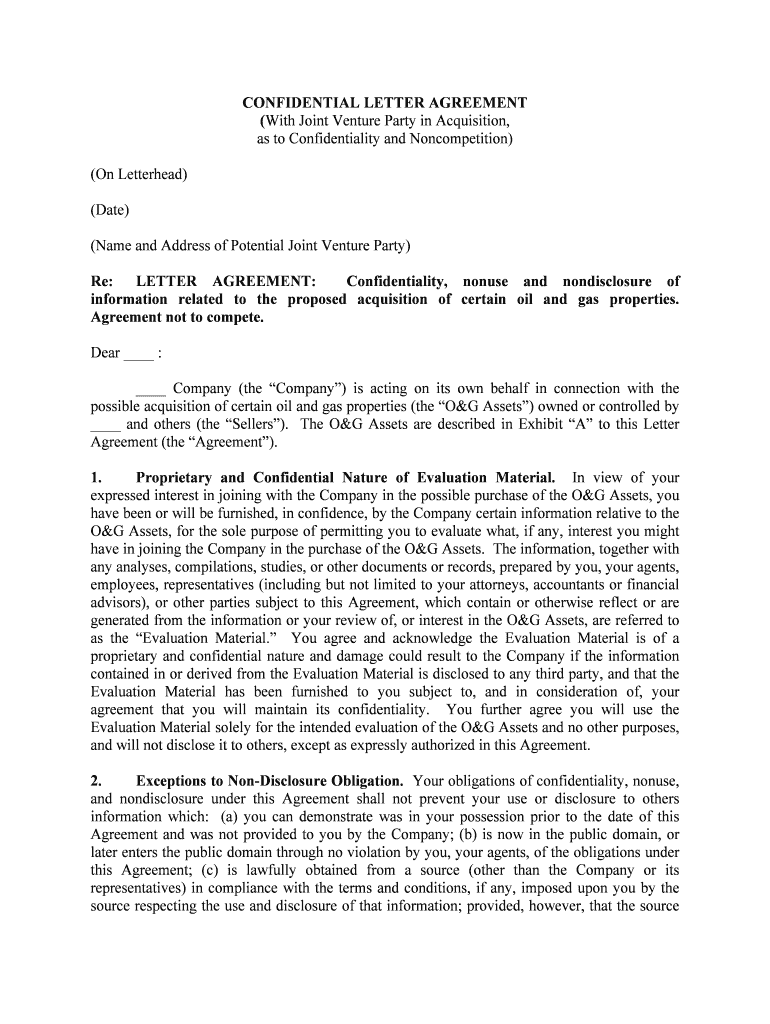 CONFIDENTIAL LETTER AGREEMENT
(With Joint Venture Party in Acquisition,
as to Confidentiality and Noncompetition)
(On Letterhead)
(Date)
(Name and Address of Potential Joint Venture Party)
Re: LETTER AGREEMENT: Confidentiality, nonuse and nondisclosure of
information related to the proposed acquisition of certain oil and gas properties.
Agreement not to compete.
Dear ____ :
____ Company (the “Company”) is acting on its own behalf in connection with the
possible acquisition of certain oil and gas properties (the “O&G Assets”) owned or controlled by
____ and others (the “Sellers”). The O&G Assets are described in Exhibit “A” to this Letter
Agreement (the “Agreement”).
1. Proprietary and Confidential Nature of Evaluation Material. In view of your
expressed interest in joining with the Company in the possible purchase of the O&G Assets, you
have been or will be furnished, in confidence, by the Company certain information relative to the
O&G Assets, for the sole purpose of permitting you to evaluate what, if any, interest you might
have in joining the Company in the purchase of the O&G Assets. The information, together with
any analyses, compilations, studies, or other documents or records, prepared by you, your agents,
employees, representatives (including but not limited to your attorneys, accountants or financial
advisors), or other parties subject to this Agreement, which contain or otherwise reflect or are
generated from the information or your review of, or interest in the O&G Assets, are referred to
as the “Evaluation Material.” You agree and acknowledge the Evaluation Material is of a
proprietary and confidential nature and damage could result to the Company if the information
contained in or derived from the Evaluation Material is disclosed to any third party, and that the
Evaluation Material has been furnished to you subject to, and in consideration of, your
agreement that you will maintain its confidentiality. You further agree you will use the
Evaluation Material solely for the intended evaluation of the O&G Assets and no other purposes,
and will not disclose it to others, except as expressly authorized in this Agreement.
2. Exceptions to Non-Disclosure Obligation. Your obligations of confidentiality, nonuse,
and nondisclosure under this Agreement shall not prevent your use or disclosure to others
information which: (a) you can demonstrate was in your possession prior to the date of this
Agreement and was not provided to you by the Company; (b) is now in the public domain, or
later enters the public domain through no violation by you, your agents, of the obligations under
this Agreement; (c) is lawfully obtained from a source (other than the Company or its
representatives) in compliance with the terms and conditions, if any, imposed upon you by the
source respecting the use and disclosure of that information; provided, however, that the source